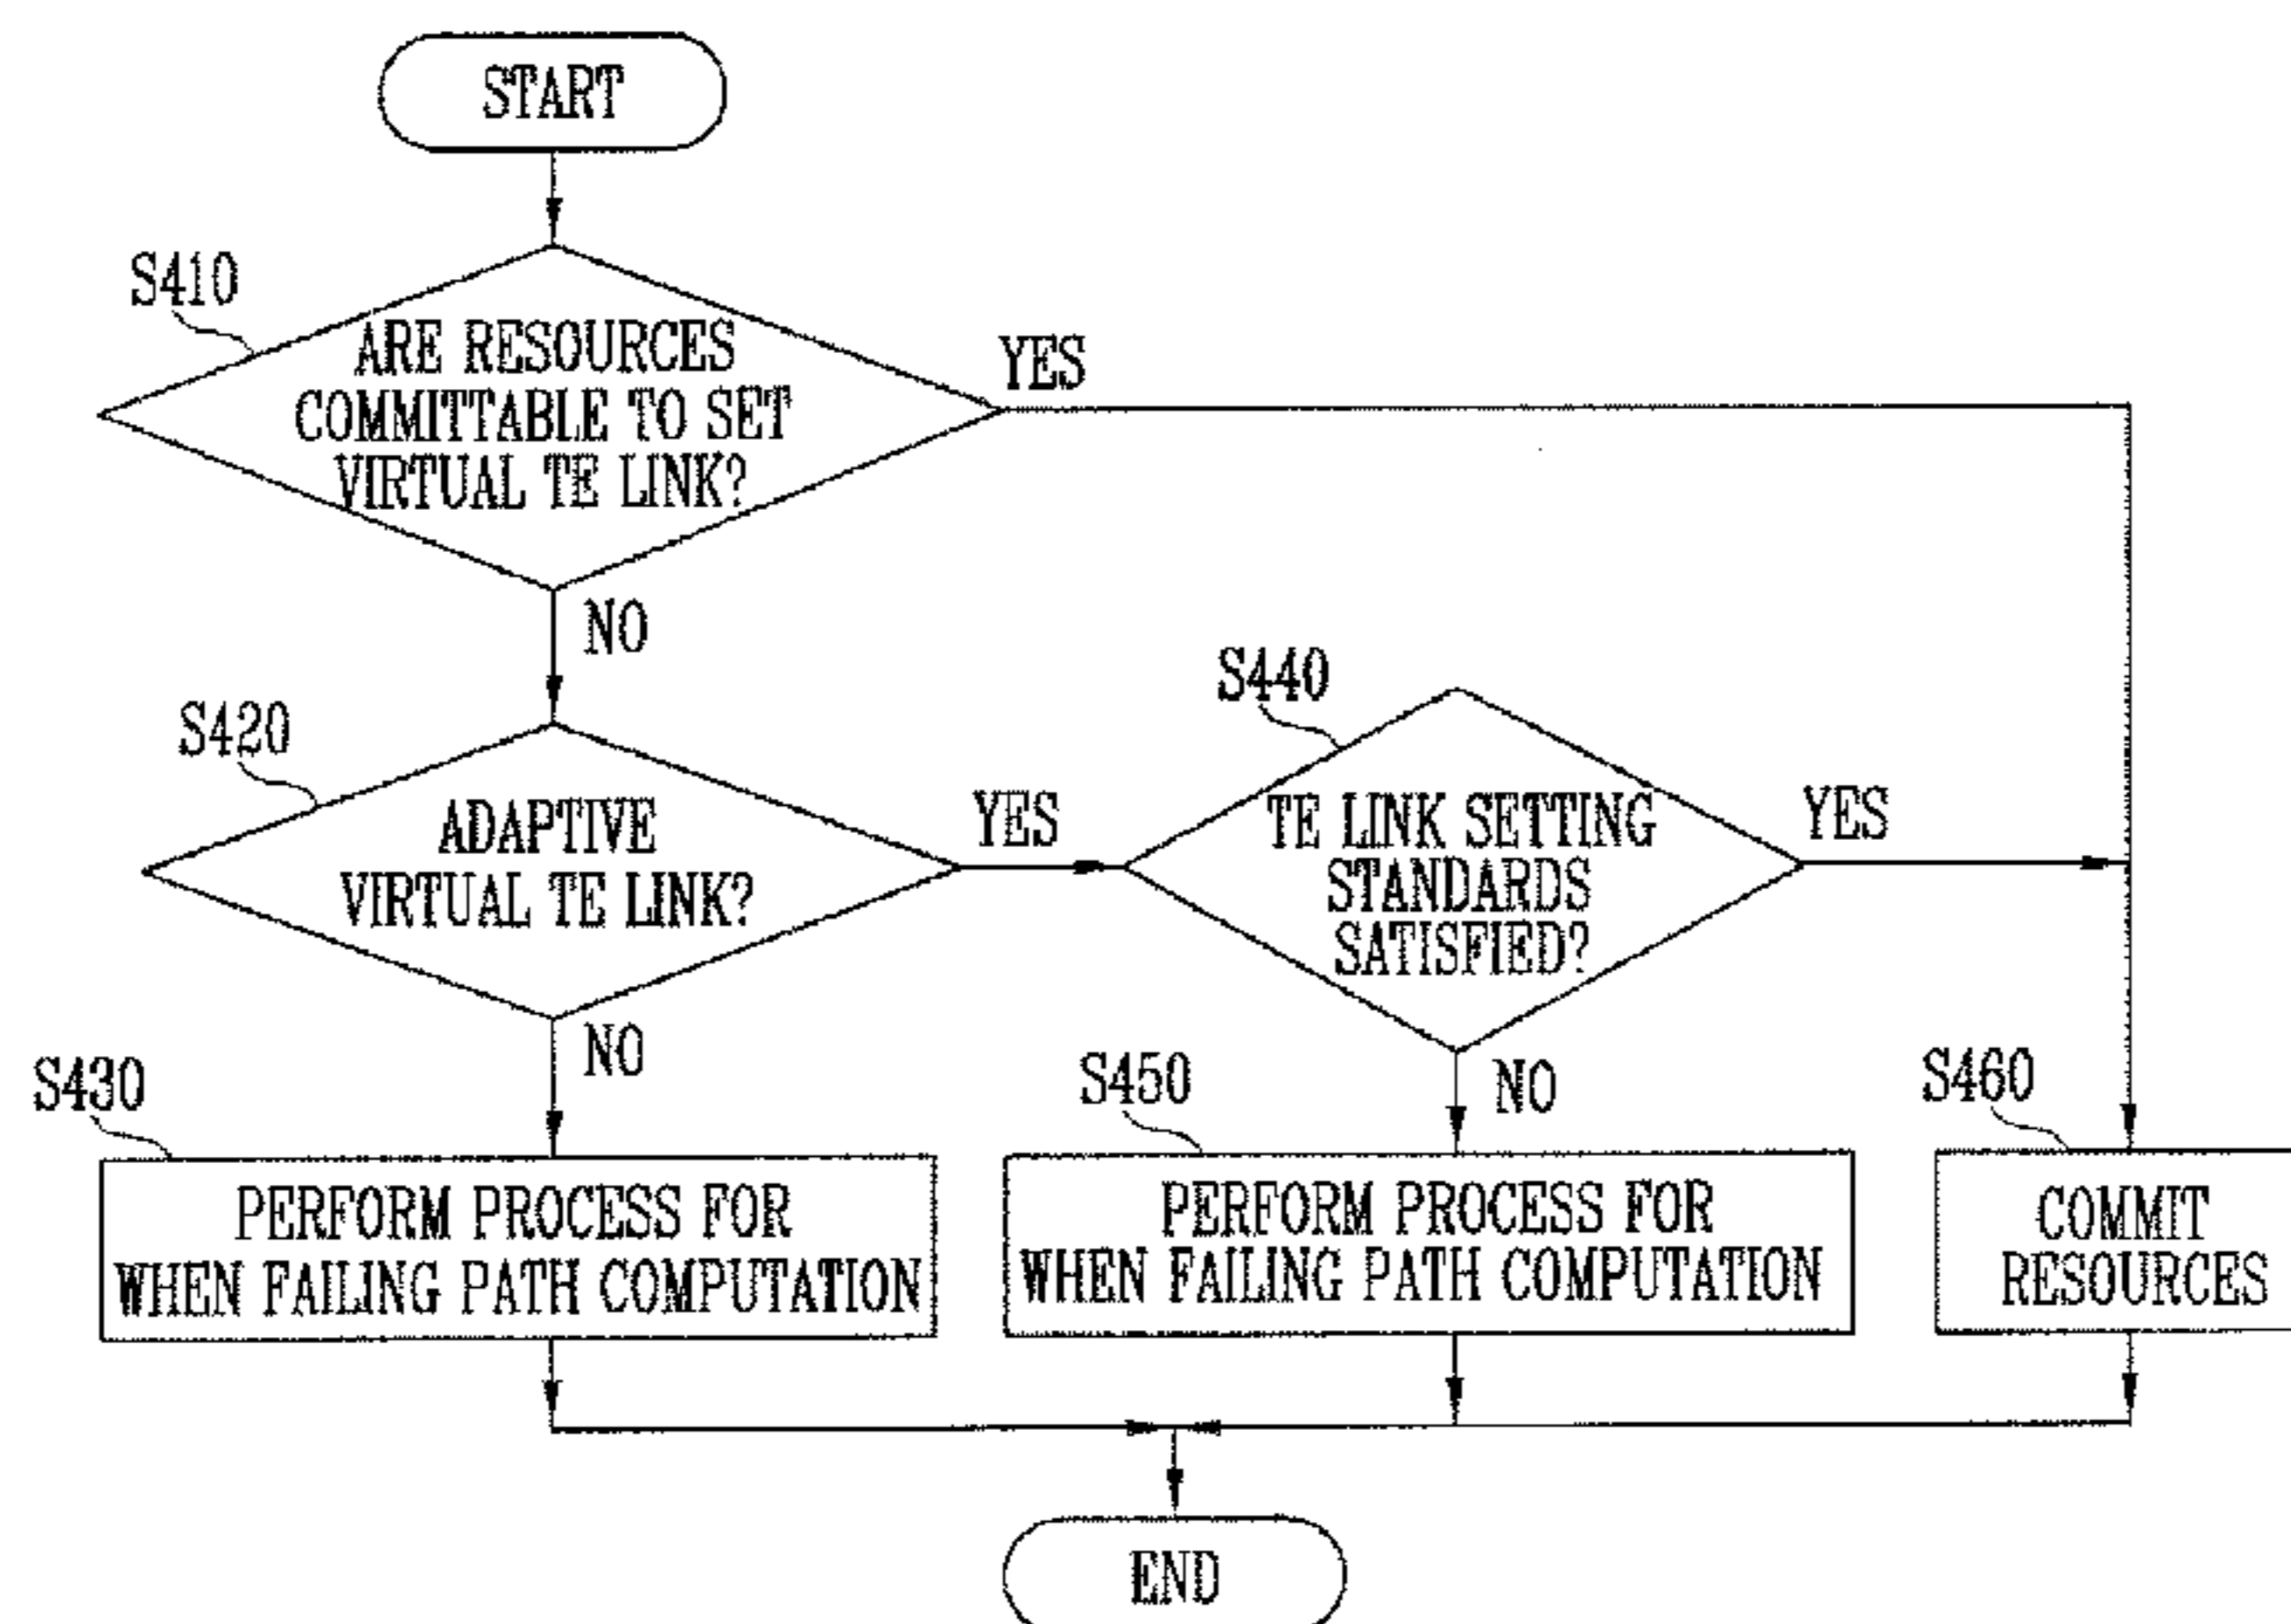 START
S410
ARE RESOURCES
COMMITTABLE TO SET
VIRTUAL TE LINK?
YES
NO
S420
ADAPTIVE
VIRTUAL TE LINK?
YES
S440
TE LINK SETTING
STANDARDS
SATISFIED?
YES
NO
S430
PERFORM PROCESS FOR
WHEN FAILING PATH COMPUTATION
NO
S450
PERFORM PROCESS FOR
WHEN FAILING PATH COMPUTATION
S460
COMMIT
RESOURCES
END